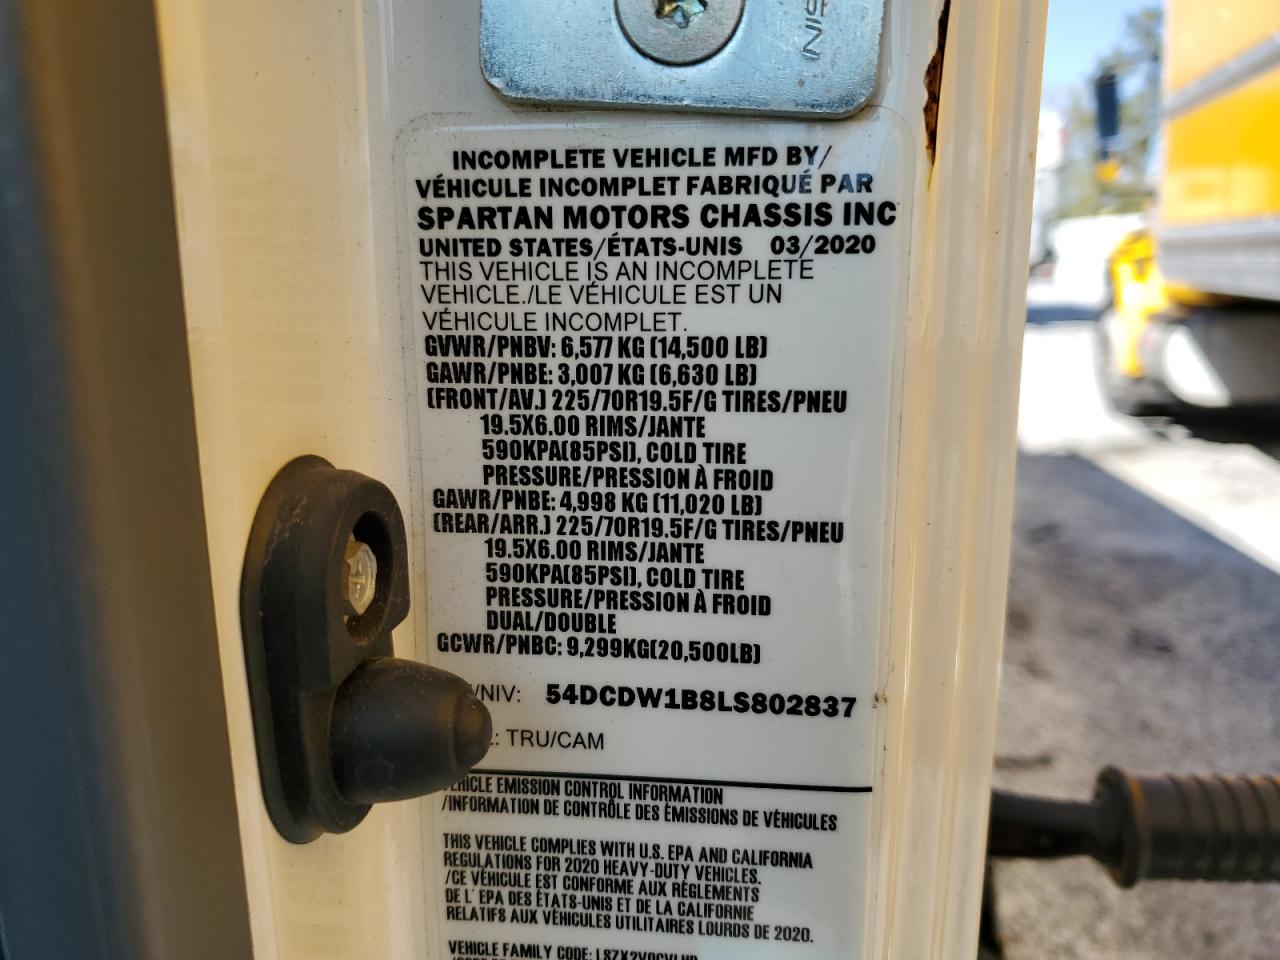 INCOMPLETE VEHICLE MFD BY/
VÉHICULE INCOMPLET FABRIQUÉ PAR
SPARTAN MOTORS CHASSIS INC
UNITED STATES/ÉTATS-UNIS 03/2020
THIS VEHICLE IS AN INCOMPLETE
VEHICLE./LE VÉHICULE EST UN
VÉHICULE INCOMPLET.
GVWR/PNBV: 6,577 KG (14,500 LB)
GAWR/PNBE: 3,007 KG (6,630 LB)
(FRONT/AV.) 225/70R19.5F/G TIRES/PNEU
19.5X6.00 RIMS/JANTE
590KPA(85PSI), COLD TIRE
PRESSURE/PRESSION À FROID
GAWR/PNBE: 4,998 KG (11,020 LB)
(REAR/ARR.) 225/70R19.5F/G TIRES/PNEU
19.5X6.00 RIMS/JANTE
590KPA(85PSI), COLD TIRE
PRESSURE/PRESSION À FROID
DUAL/DOUBLE
GCWR/PNBC: 9,299KG(20,500LB)
/NIV: 54DCDW1B8LS802837
: TRU/CAM
VEHICLE EMISSION CONTROL INFORMATION
/INFORMATION DE CONTRÔLE DES ÉMISSIONS DE VÉHICULES
THIS VEHICLE COMPLIES WITH U.S. EPA AND CALIFORNIA
REGULATIONS FOR 2020 HEAVY-DUTY VEHICLES.
/CE VÉHICULE EST CONFORME AUX RÈGLEMENTS
DE L' EPA DES ÉTATS-UNIS ET DE LA CALIFORNIE
RELATIFS AUX VÉHICULES UTILITAIRES LOURDS DE 2020.
VEHICLE FAMILY CODE: